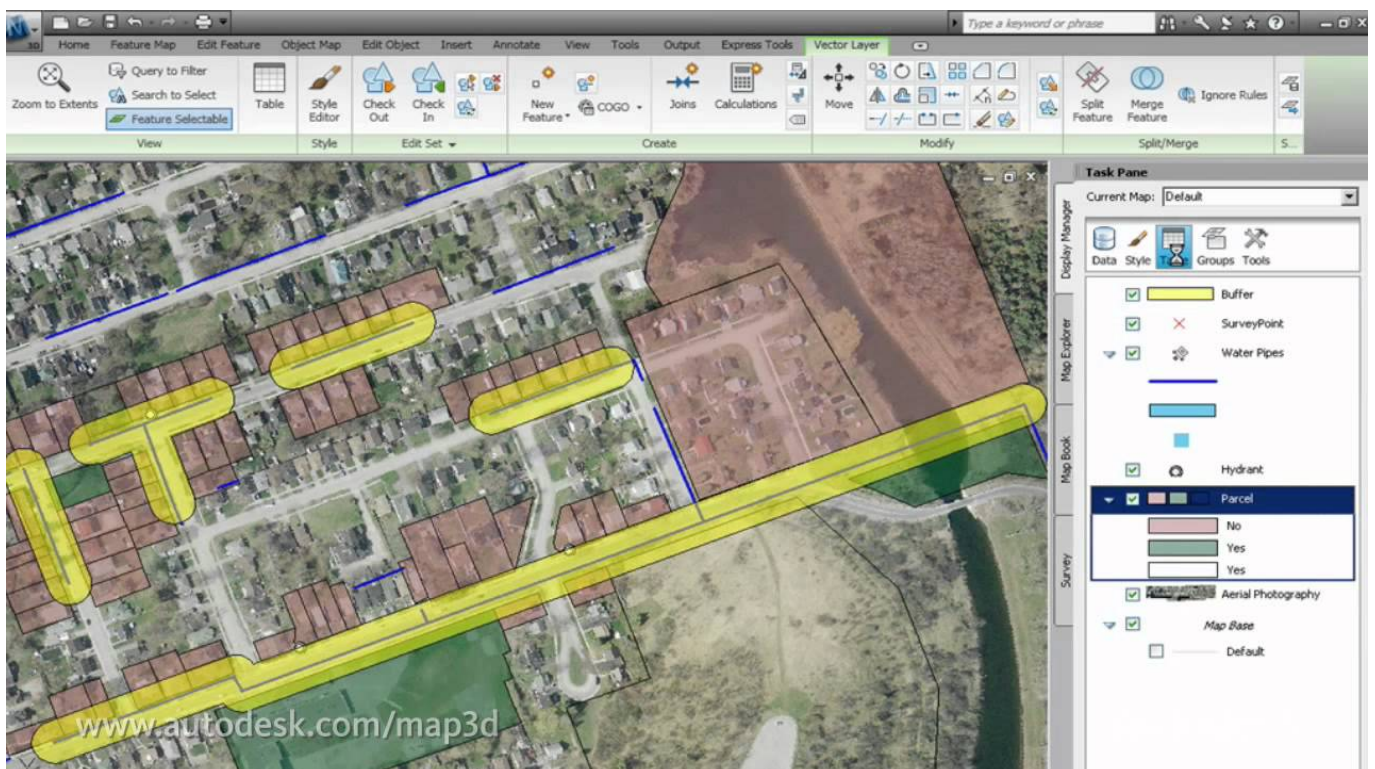 Type a keyword or phrase
3D Home Feature Map Edit Feature Object Map Edit Object Insert Annotate View Tools Output Express Tools Vector Layer
Zoom to Extents
Query to Filter
Search to Select
Feature Selectable
Table
Style Editor
Check Out
Check In
New Feature
COGO
Joins
Calculations
Move
Split Feature
Merge Feature
Ignore Rules
View Style Edit Set Create Modify Split/Merge S...
Task Pane
Current Map: Default
Data Style Groups Tools
Display Manager
Map Explorer
Map Book
Survey
Buffer
SurveyPoint
Water Pipes
Hydrant
Parcel
No
Yes
Yes
Aerial Photography
Map Base
Default
www.autodesk.com/map3d